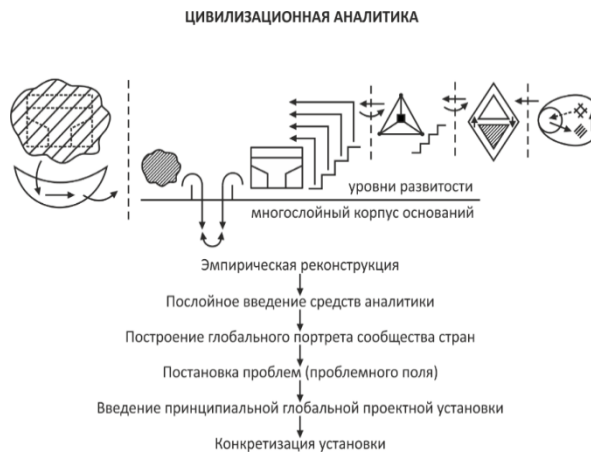 ЦИВИЛИЗАЦИОННАЯ АНАЛИТИКА
уровни развитости
многослойный корпус оснований
Эмпирическая реконструкция
Послойное введение средств аналитики
Построение глобального портрета сообщества стран
Постановка проблем (проблемного поля)
Введение принципиальной глобальной проектной установки
Конкретизация установки